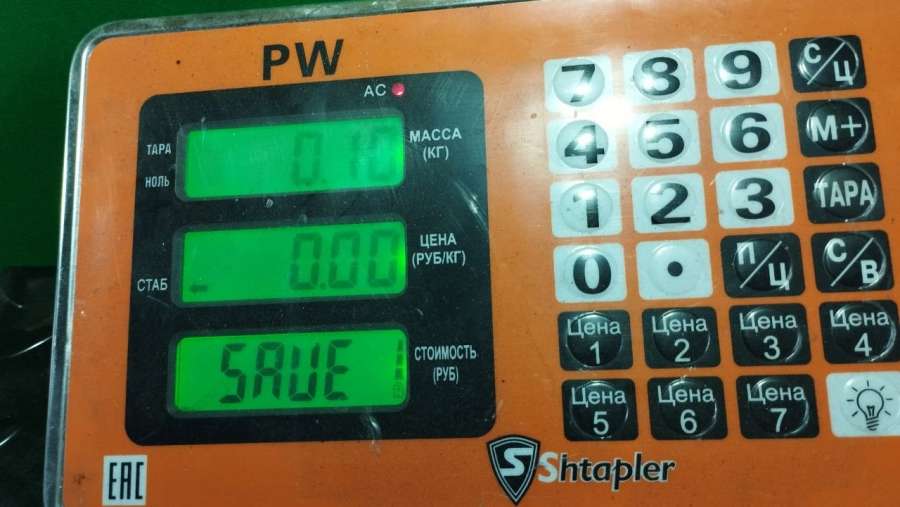 PW
AC
ТАРА
НОЛЬ
0.10
МАССА
(КГ)
СТАБ
0.00
ЦЕНА
(РУБ/КГ)
SAVE
СТОИМОСТЬ
(РУБ)
7 8 9 С/Ц
4 5 6 М+
1 2 3 ТАРА
0 • П/Ц С/В
Цена 1 Цена 2 Цена 3 Цена 4
Цена 5 Цена 6 Цена 7
EAC
S Shtapler